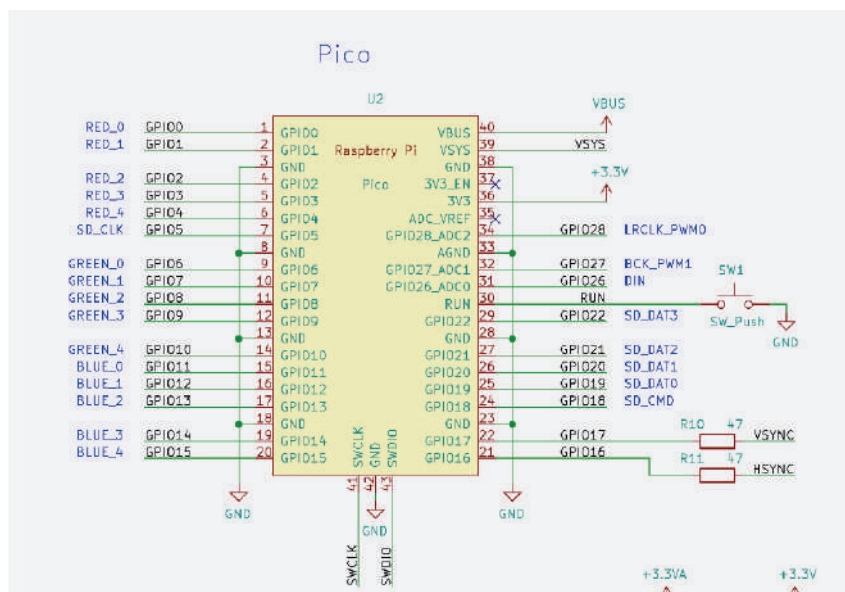 Pico
U2
VBUS
RED_0 GPIO0 1 GPIO0 VBUS 40
RED_1 GPIO1 2 GPIO1 Raspberry Pi VSYS 39 VSYS
3 GND GND 38
RED_2 GPIO2 4 GPIO2 Pico 3V3_EN 37 +3.3V
RED_3 GPIO3 5 GPIO3 3V3 36
RED_4 GPIO4 6 GPIO4 ADC_VREF 35
SD_CLK GPIO5 7 GPIO5 GPIO28_ADC2 34 GPIO28 LRCLK_PWM0
8 GND AGND 33
GREEN_0 GPIO6 9 GPIO6 GPIO27_ADC1 32 GPIO27 BCK_PWM1 SW1
GREEN_1 GPIO7 10 GPIO7 GPIO26_ADC0 31 GPIO26 DIN
GREEN_2 GPIO8 11 GPIO8 RUN 30 RUN
GREEN_3 GPIO9 12 GPIO9 GPIO22 29 GPIO22 SD_DAT3 SW_Push
13 GND GND 28 GND
GREEN_4 GPIO10 14 GPIO10 GPIO21 27 GPIO21 SD_DAT2
BLUE_0 GPIO11 15 GPIO11 GPIO20 26 GPIO20 SD_DAT1
BLUE_1 GPIO12 16 GPIO12 GPIO19 25 GPIO19 SD_DAT0
BLUE_2 GPIO13 17 GPIO13 GPIO18 24 GPIO18 SD_CMD
18 GND GND 23
BLUE_3 GPIO14 19 GPIO14 GPIO17 22 GPIO17 R10 47 VSYNC
BLUE_4 GPIO15 20 GPIO15 GPIO16 21 GPIO16 R11 47 HSYNC
SWCLK GND SWDIO
41 42 43
GND GND GND
SWCLK SWDIO
+3.3VA +3.3V